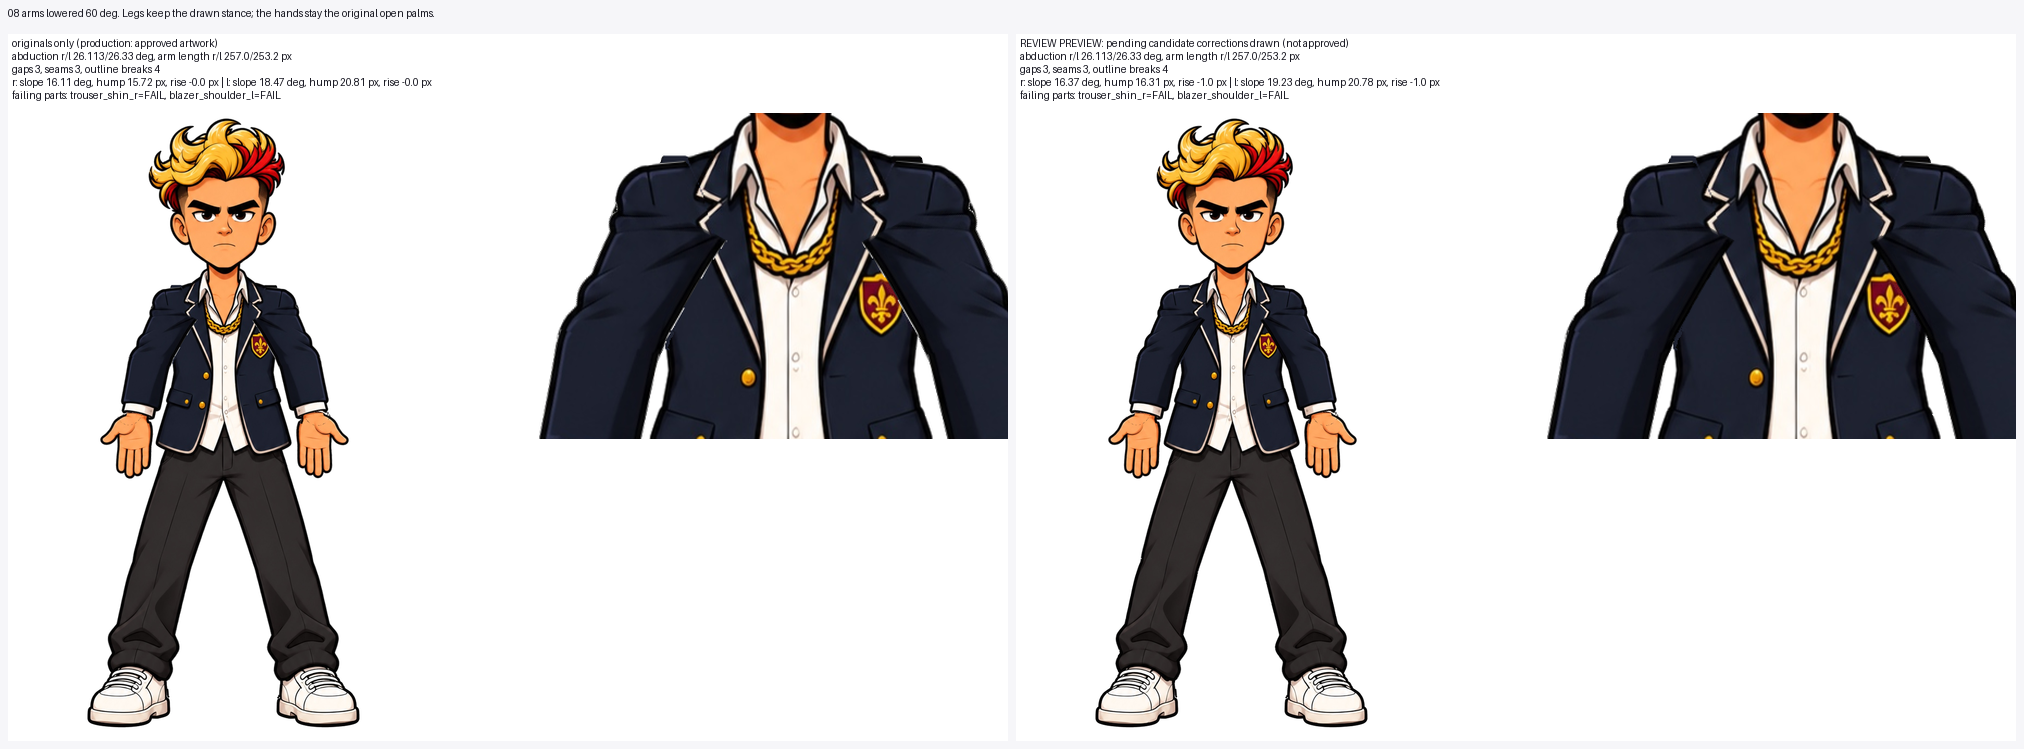 08 arms lowered 60 deg. Legs keep the drawn stance; the hands stay the original open palms.
originals only (production: approved artwork)
abduction r/l 26.113/26.33 deg, arm length r/l 257.0/253.2 px
gaps 3, seams 3, outline breaks 4
r: slope 16.11 deg, hump 15.72 px, rise -0.0 px | l: slope 18.47 deg, hump 20.81 px, rise -0.0 px
failing parts: trouser_shin_r=FAIL, blazer_shoulder_l=FAIL
REVIEW PREVIEW: pending candidate corrections drawn (not approved)
abduction r/l 26.113/26.33 deg, arm length r/l 257.0/253.2 px
gaps 3, seams 3, outline breaks 4
r: slope 16.37 deg, hump 16.31 px, rise -1.0 px | l: slope 19.23 deg, hump 20.78 px, rise -1.0 px
failing parts: trouser_shin_r=FAIL, blazer_shoulder_l=FAIL